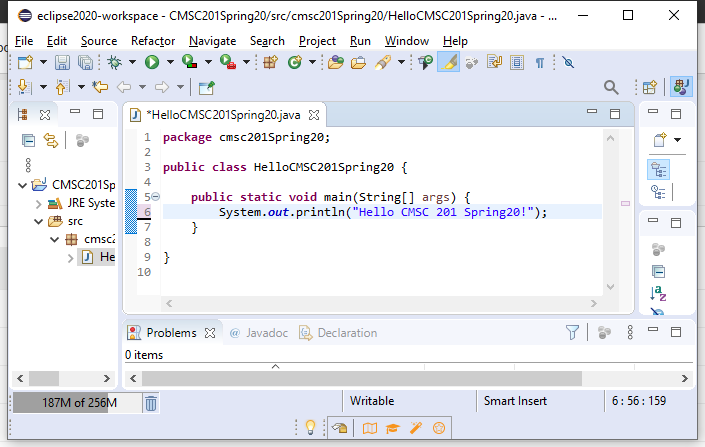 eclipse2020-workspace - CMSC201Spring20/src/cmsc201Spring20/HelloCMSC201Spring20.java - ...
File Edit Source Refactor Navigate Search Project Run Window Help
*HelloCMSC201Spring20.java
CMSC201Sp
JRE Syster
src
cmsc2
He
1 package cmsc201Spring20;
2
3 public class HelloCMSC201Spring20 {
4
5 public static void main(String[] args) {
6 System.out.println("Hello CMSC 201 Spring20!");
7 }
8
9 }
10
Problems @ Javadoc Declaration
0 items
187M of 256M Writable Smart Insert 6 : 56 : 159